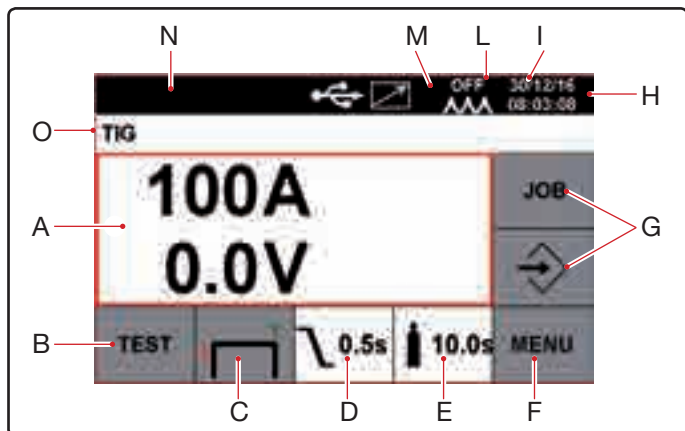 N M L I
OFF 30/12/16
08:03:08 H
O TIG
100A JOB
A G
0.0V
B TEST 0.5s 10.0s MENU
C D E F